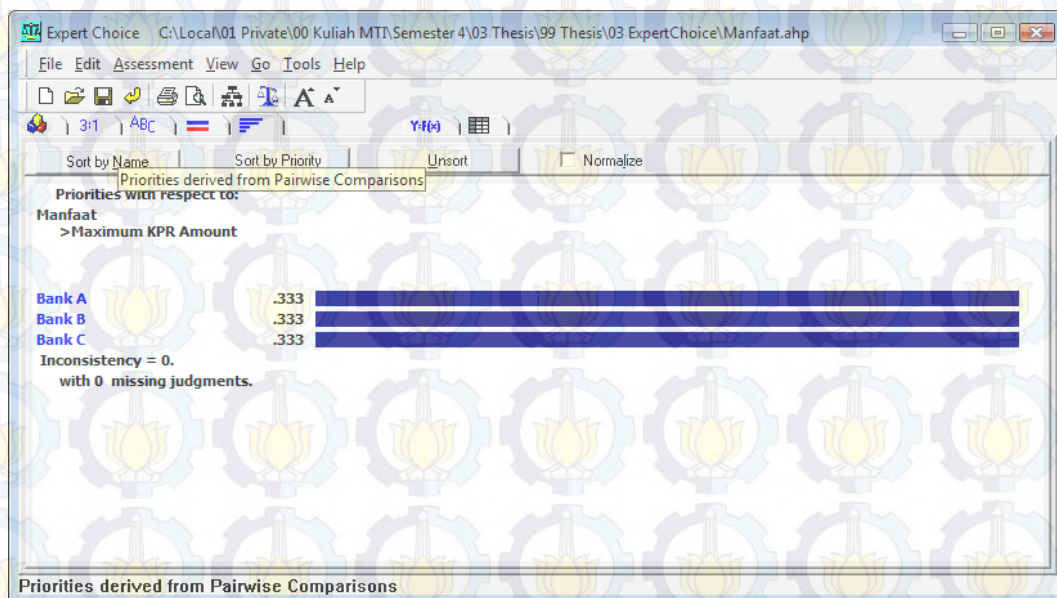 Expert Choice C:\Local\01 Private\00 Kuliah MTI\Semester 4\03 Thesis\99 Thesis\03 ExpertChoice\Manfaat.ahp
File Edit Assessment View Go Tools Help
A A
3:1 ABC Y=F(x)
Sort by Name Sort by Priority Unsort Normalize
Priorities derived from Pairwise Comparisons
Priorities with respect to:
Manfaat
>Maximum KPR Amount
Bank A .333
Bank B .333
Bank C .333
Inconsistency = 0.
with 0 missing judgments.
Priorities derived from Pairwise Comparisons